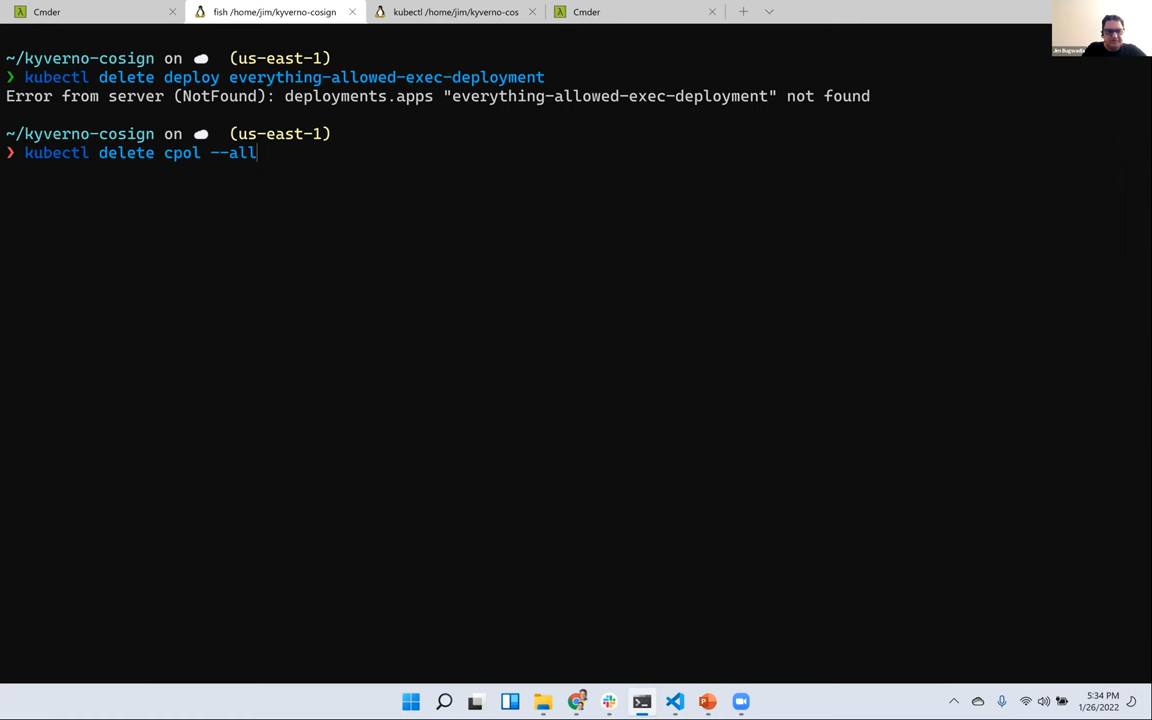 Cmder
fish /home/jim/kyverno-cosign
kubectl /home/jim/kyverno-cos
Cmder
Jim Bugwadia
~/kyverno-cosign on ☁ (us-east-1)
❯ kubectl delete deploy everything-allowed-exec-deployment
Error from server (NotFound): deployments.apps "everything-allowed-exec-deployment" not found
~/kyverno-cosign on ☁ (us-east-1)
❯ kubectl delete cpol --all
5:34 PM
1/26/2022